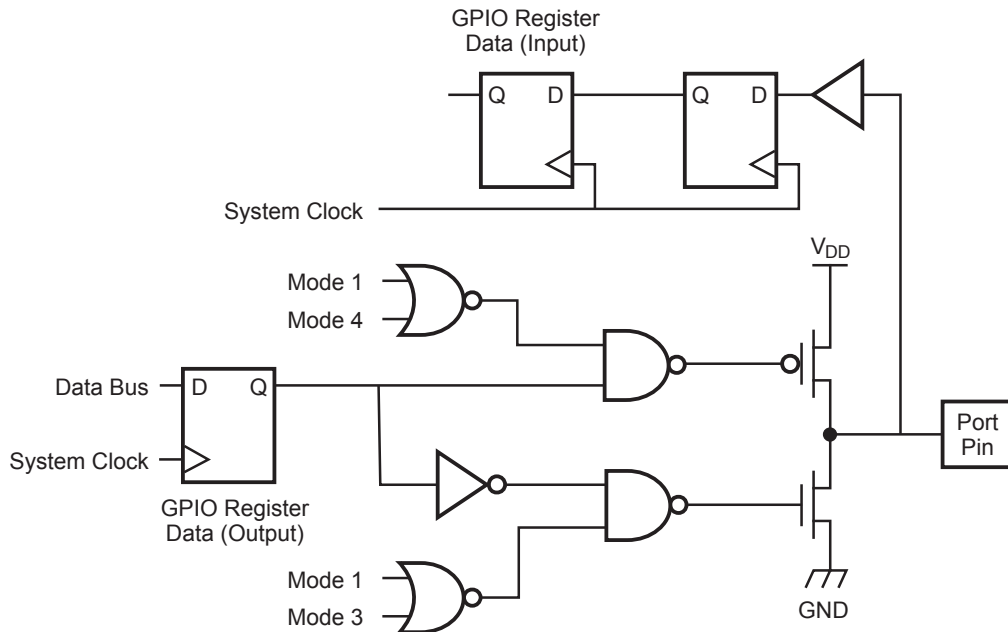 GPIO Register
Data (Input)
Q D
Q D
System Clock
VDD
Mode 1
Mode 4
Data Bus
D Q
System Clock
Port
Pin
GPIO Register
Data (Output)
Mode 1
Mode 3
GND